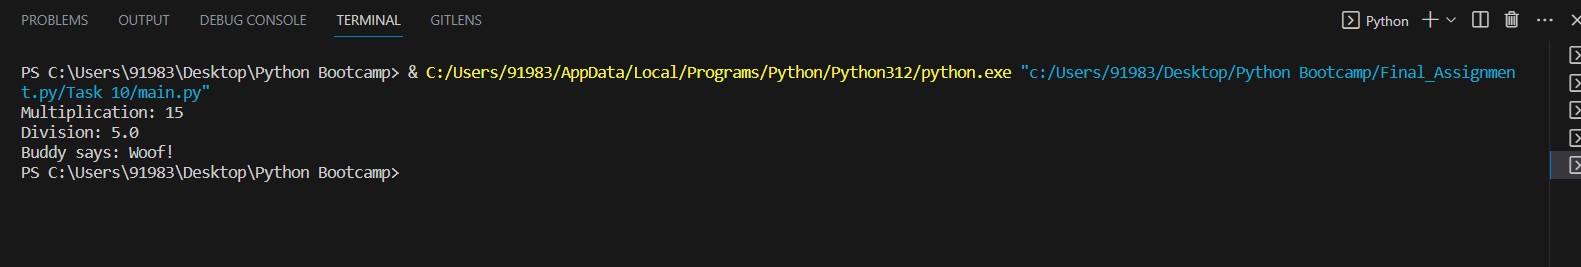 PROBLEMS OUTPUT DEBUG CONSOLE TERMINAL GITLENS Python
PS C:\Users\91983\Desktop\Python Bootcamp> & C:/Users/91983/AppData/Local/Programs/Python/Python312/python.exe "c:/Users/91983/Desktop/Python Bootcamp/Final_Assignmen
t.py/Task 10/main.py"
Multiplication: 15
Division: 5.0
Buddy says: Woof!
PS C:\Users\91983\Desktop\Python Bootcamp>